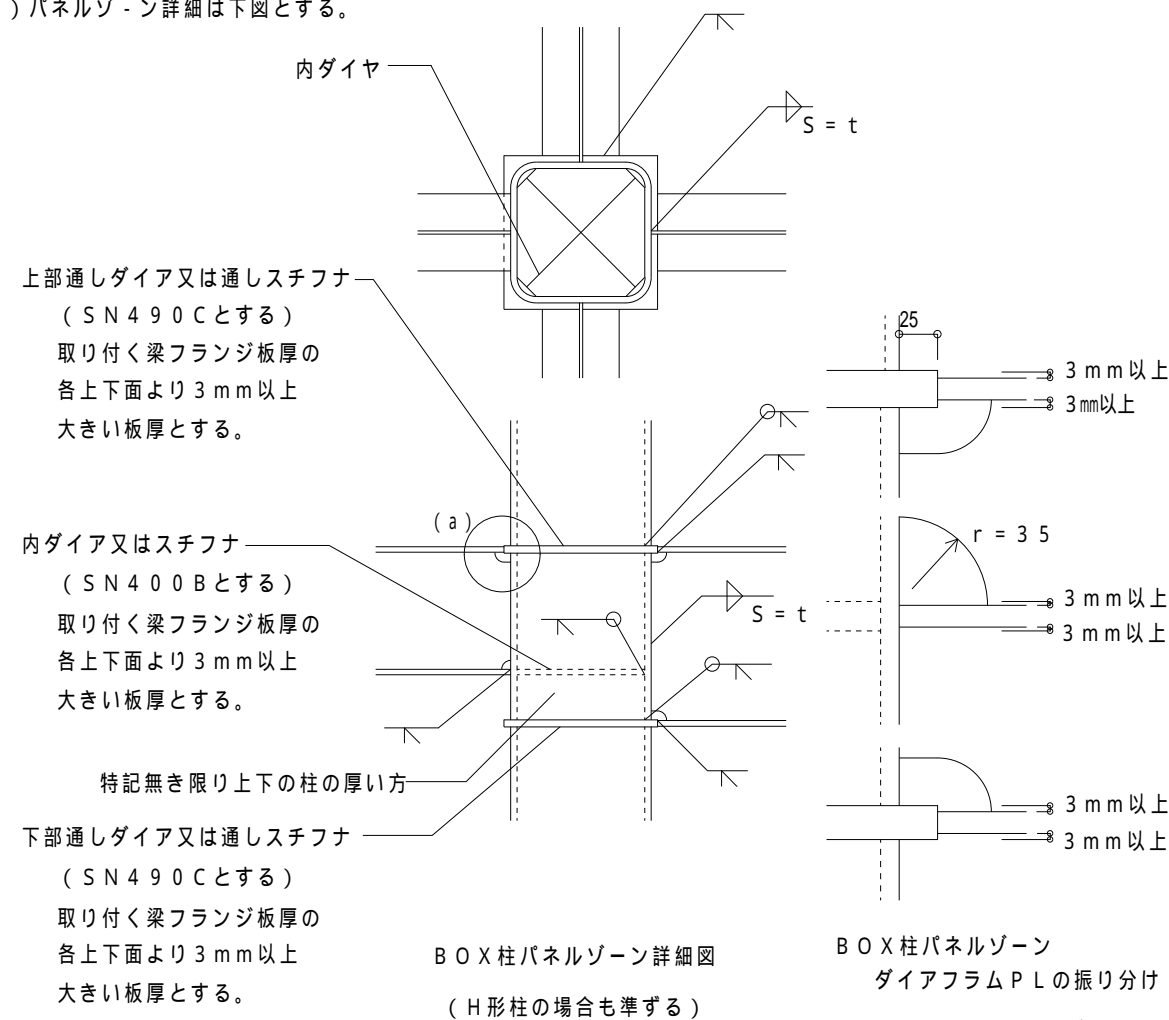 ）パネルゾ－ン詳細は下図とする。
内ダイヤ
S＝t
上部通しダイア又は通しスチフナ
（ＳＮ４９０Ｃとする）
取り付く梁フランジ板厚の
各上下面より３ｍｍ以上
大きい板厚とする。
25
３ｍｍ以上
３㎜以上
(a)
内ダイア又はスチフナ
（ＳＮ４００Ｂとする）
取り付く梁フランジ板厚の
各上下面より３ｍｍ以上
大きい板厚とする。
S＝t
r＝35
３ｍｍ以上
３ｍｍ以上
特記無き限り上下の柱の厚い方
下部通しダイア又は通しスチフナ
（ＳＮ４９０Ｃとする）
取り付く梁フランジ板厚の
各上下面より３ｍｍ以上
大きい板厚とする。
３ｍｍ以上
３ｍｍ以上
ＢＯＸ柱パネルゾーン詳細図
（Ｈ形柱の場合も準ずる）
ＢＯＸ柱パネルゾーン
ダイアフラムＰＬの振り分け